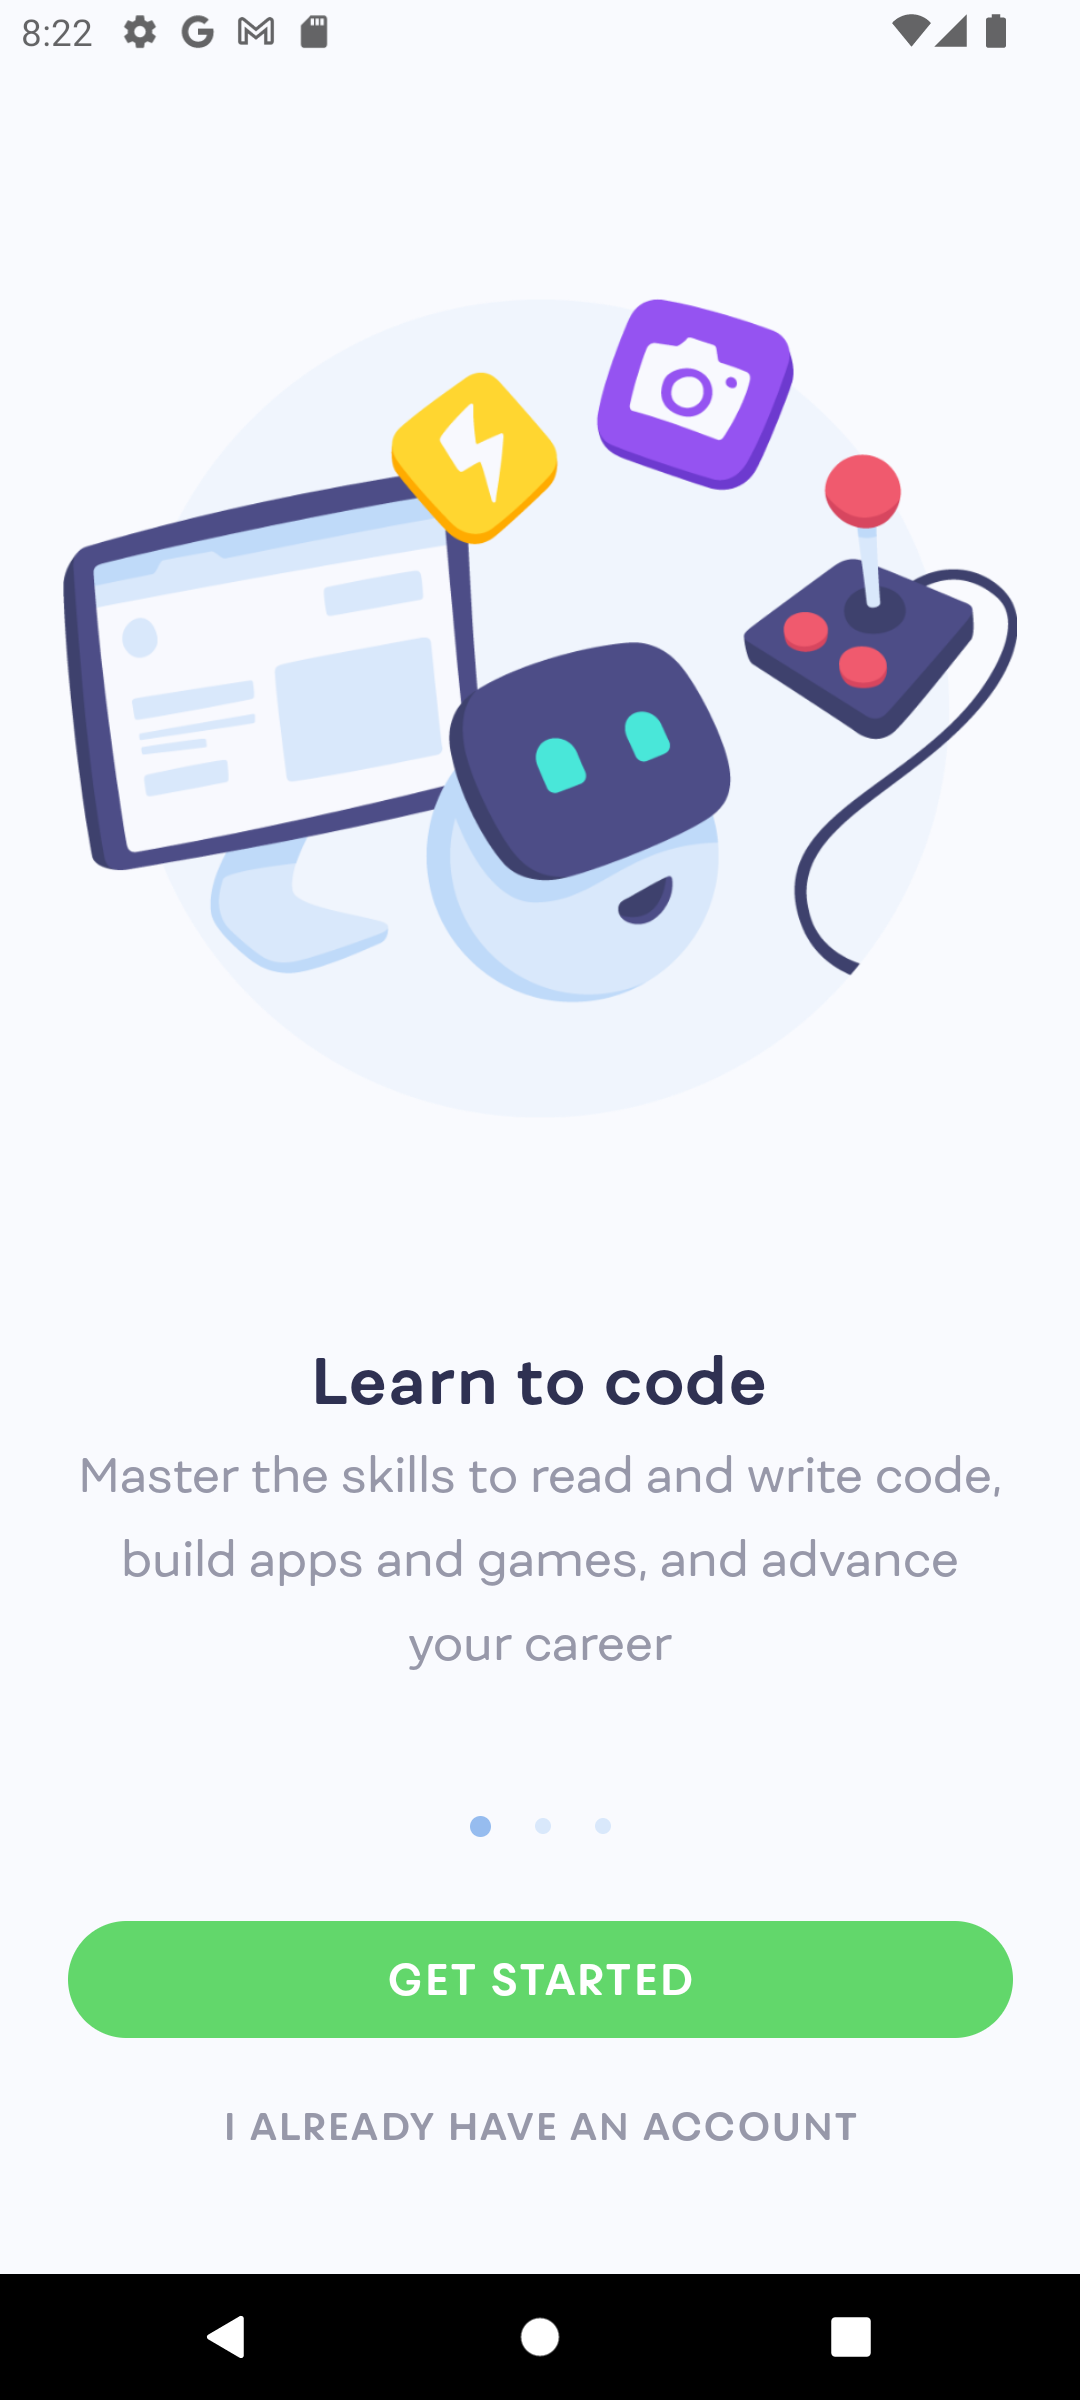 8:22
Learn to code
Master the skills to read and write code,
build apps and games, and advance
your career
GET STARTED
I ALREADY HAVE AN ACCOUNT